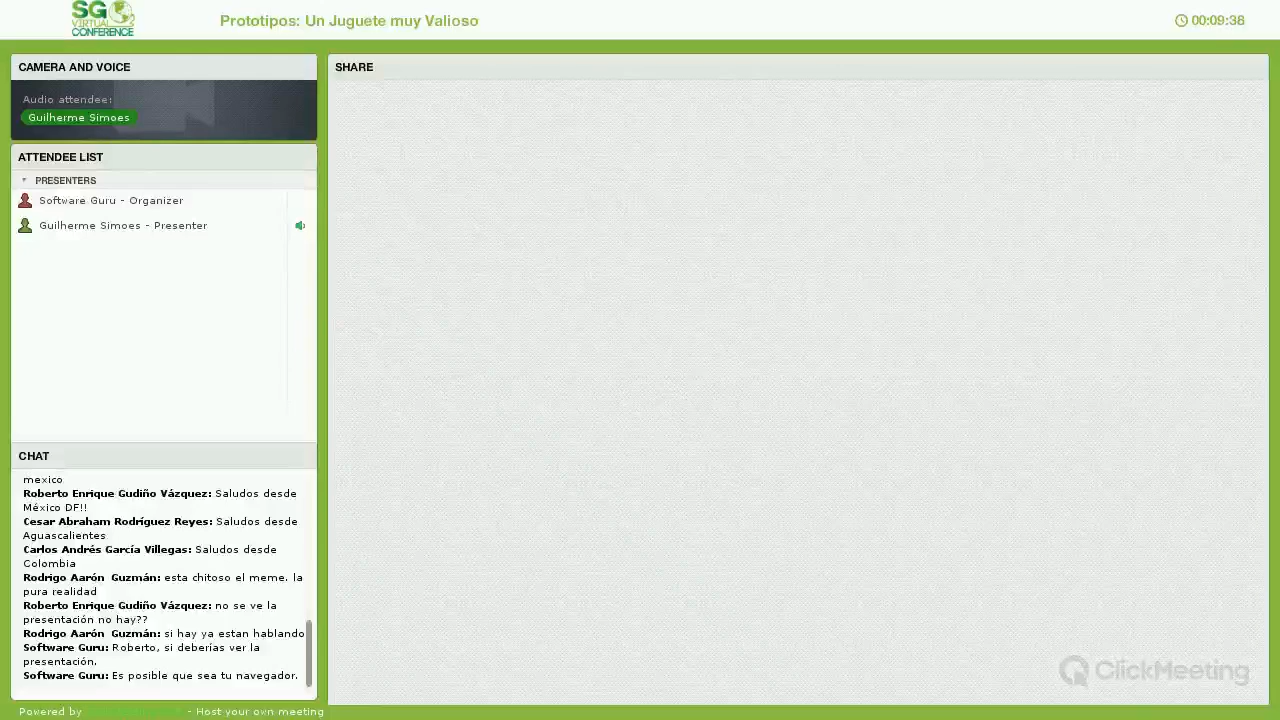 SG
VIRTUAL
CONFERENCE
Prototipos: Un Juguete muy Valioso
00:09:38
CAMERA AND VOICE
Audio attendee:
Guilherme Simoes
ATTENDEE LIST
PRESENTERS
Software Guru - Organizer
Guilherme Simoes - Presenter
CHAT
mexico
Roberto Enrique Gudiño Vázquez: Saludos desde
México DF!!
Cesar Abraham Rodríguez Reyes: Saludos desde
Aguascalientes
Carlos Andrés García Villegas: Saludos desde
Colombia
Rodrigo Aarón Guzmán: esta chitoso el meme. la
pura realidad
Roberto Enrique Gudiño Vázquez: no se ve la
presentación no hay??
Rodrigo Aarón Guzmán: si hay ya estan hablando
Software Guru: Roberto, si deberías ver la
presentación.
Software Guru: Es posible que sea tu navegador.
Powered by - Host your own meeting
SHARE
ClickMeeting